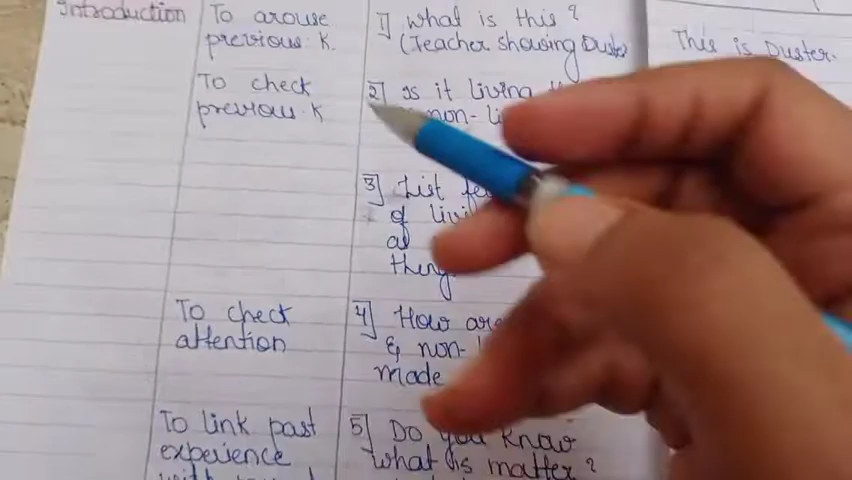 Introduction
To arouse
previous. K.
1] what is this?
(Teacher showing Duster)
This is Duster.
To check
previous. K
2] Is it living
non-
3] List
of
thing
To check
attention
4] How
& non-
made
To link past
experience
5] Do you know
what is matter?